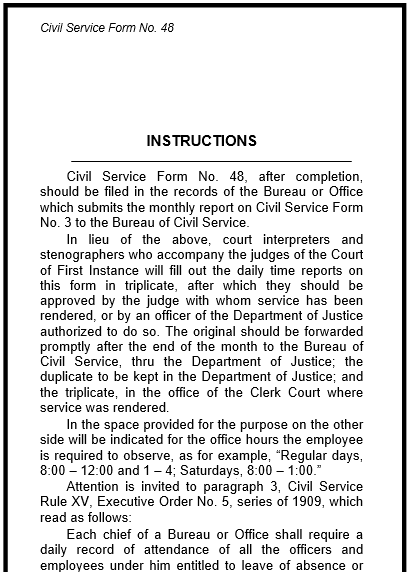 Civil Service Form No. 48
INSTRUCTIONS
Civil Service Form No. 48, after completion,
should be filed in the records of the Bureau or Office
which submits the monthly report on Civil Service Form
No. 3 to the Bureau of Civil Service.
In lieu of the above, court interpreters and
stenographers who accompany the judges of the Court
of First Instance will fill out the daily time reports on
this form in triplicate, after which they should be
approved by the judge with whom service has been
rendered, or by an officer of the Department of Justice
authorized to do so. The original should be forwarded
promptly after the end of the month to the Bureau of
Civil Service, thru the Department of Justice; the
duplicate to be kept in the Department of Justice; and
the triplicate, in the office of the Clerk Court where
service was rendered.
In the space provided for the purpose on the other
side will be indicated for the office hours the employee
is required to observe, as for example, “Regular days,
8:00 – 12:00 and 1 – 4; Saturdays, 8:00 – 1:00.”
Attention is invited to paragraph 3, Civil Service
Rule XV, Executive Order No. 5, series of 1909, which
read as follows:
Each chief of a Bureau or Office shall require a
daily record of attendance of all the officers and
employees under him entitled to leave of absence or